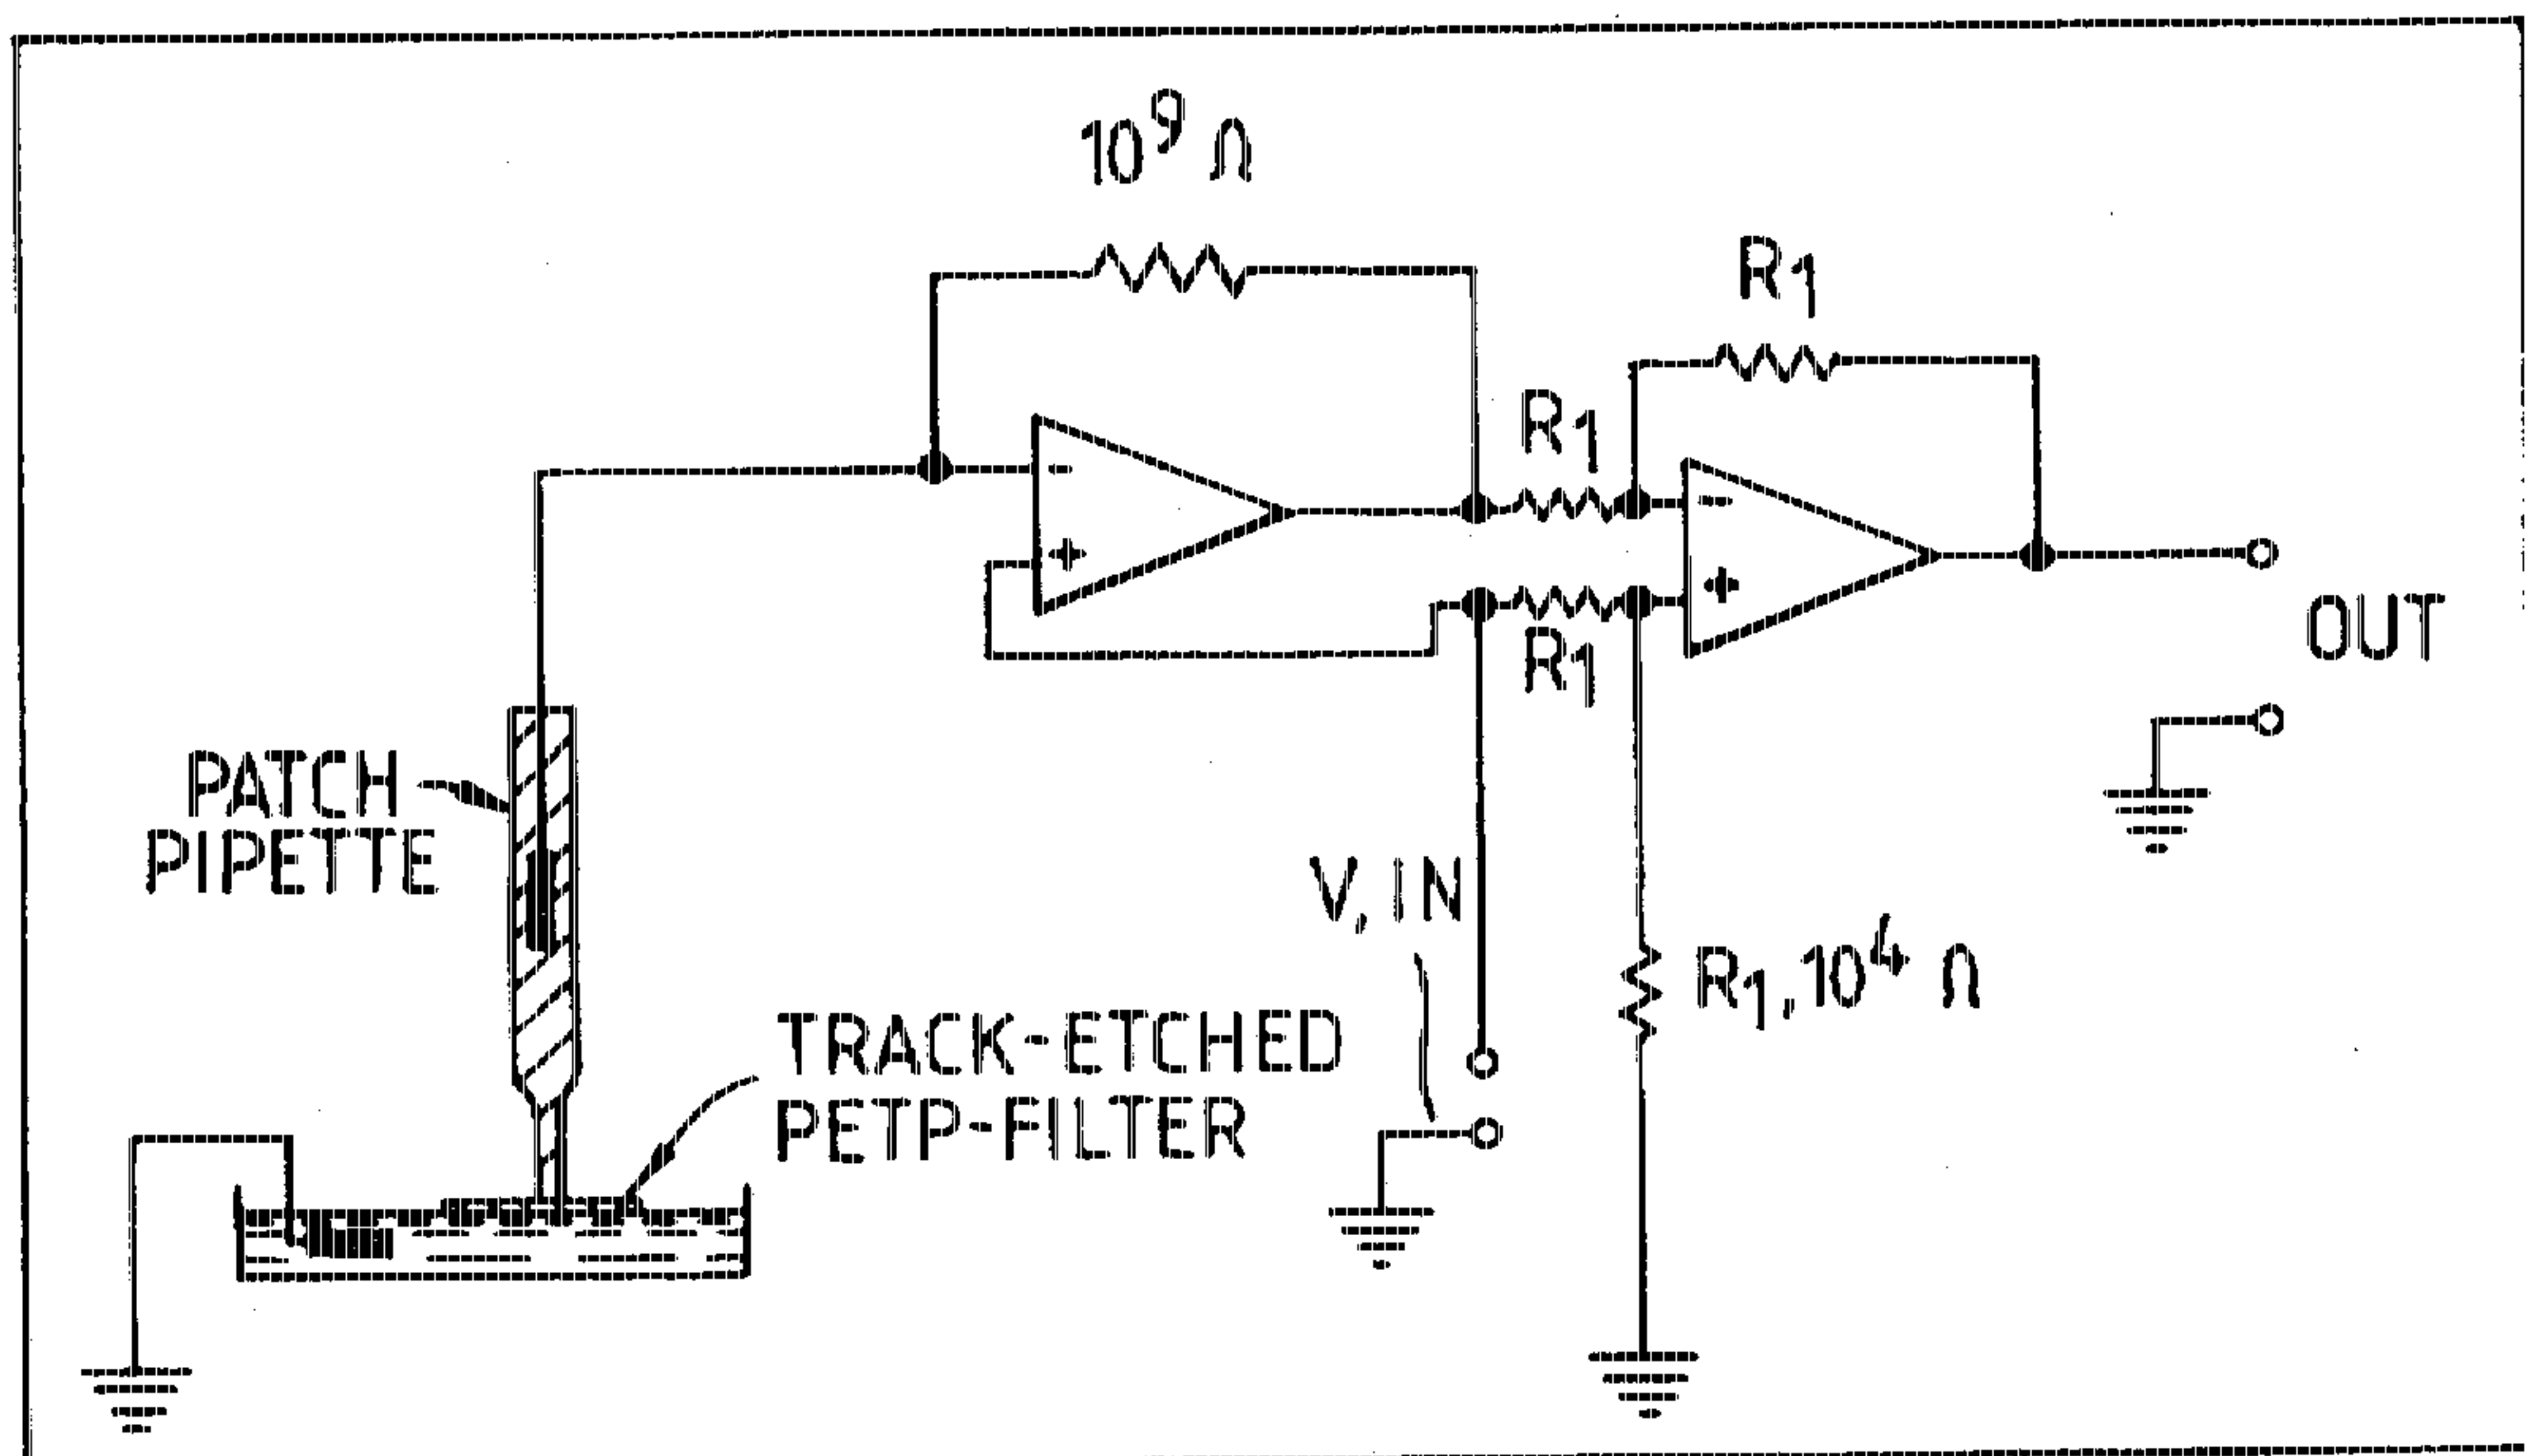 10⁹ Ω
R₁
R₁
-
-
+
+
R₁
OUT
PATCH
PIPETTE
V, IN
R₁, 10⁴ Ω
TRACK-ETCHED
PETP-FILTER